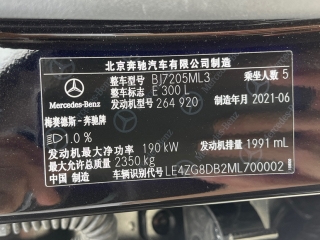 北京奔驰汽车有限公司制造
整车型号 BJ7205ML3 乘坐人数 5
整车标志 E 300 L
Mercedes-Benz 发动机型号 264 920 制造年月 2021-06
梅赛德斯－奔驰牌
1.0 %
发动机最大净功率 190 kW 发动机排量 1991 mL
最大允许总质量 2350 kg
中国 制造 车辆识别代号 LE4ZG8DB2ML700002